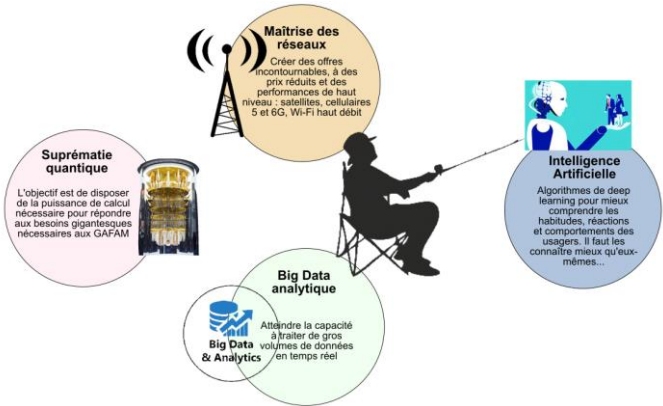 Maîtrise des
réseaux
Créer des offres
incontournables, à des
prix réduits et des
performances de haut
niveau : satellites, cellulaires
5 et 6G, Wi-Fi haut débit
Suprématie
quantique
L'objectif est de disposer
de la puissance de calcul
nécessaire pour répondre
aux besoins gigantesques
nécessaires aux GAFAM
Intelligence
Artificielle
Algorithmes de deep
learning pour mieux
comprendre les
habitudes, réactions
et comportements des
usagers. Il faut les
connaître mieux qu'eux-
mêmes...
Big Data
analytique
Atteindre la capacité
à traiter de gros
volumes de données
en temps réel
Big Data
& Analytics